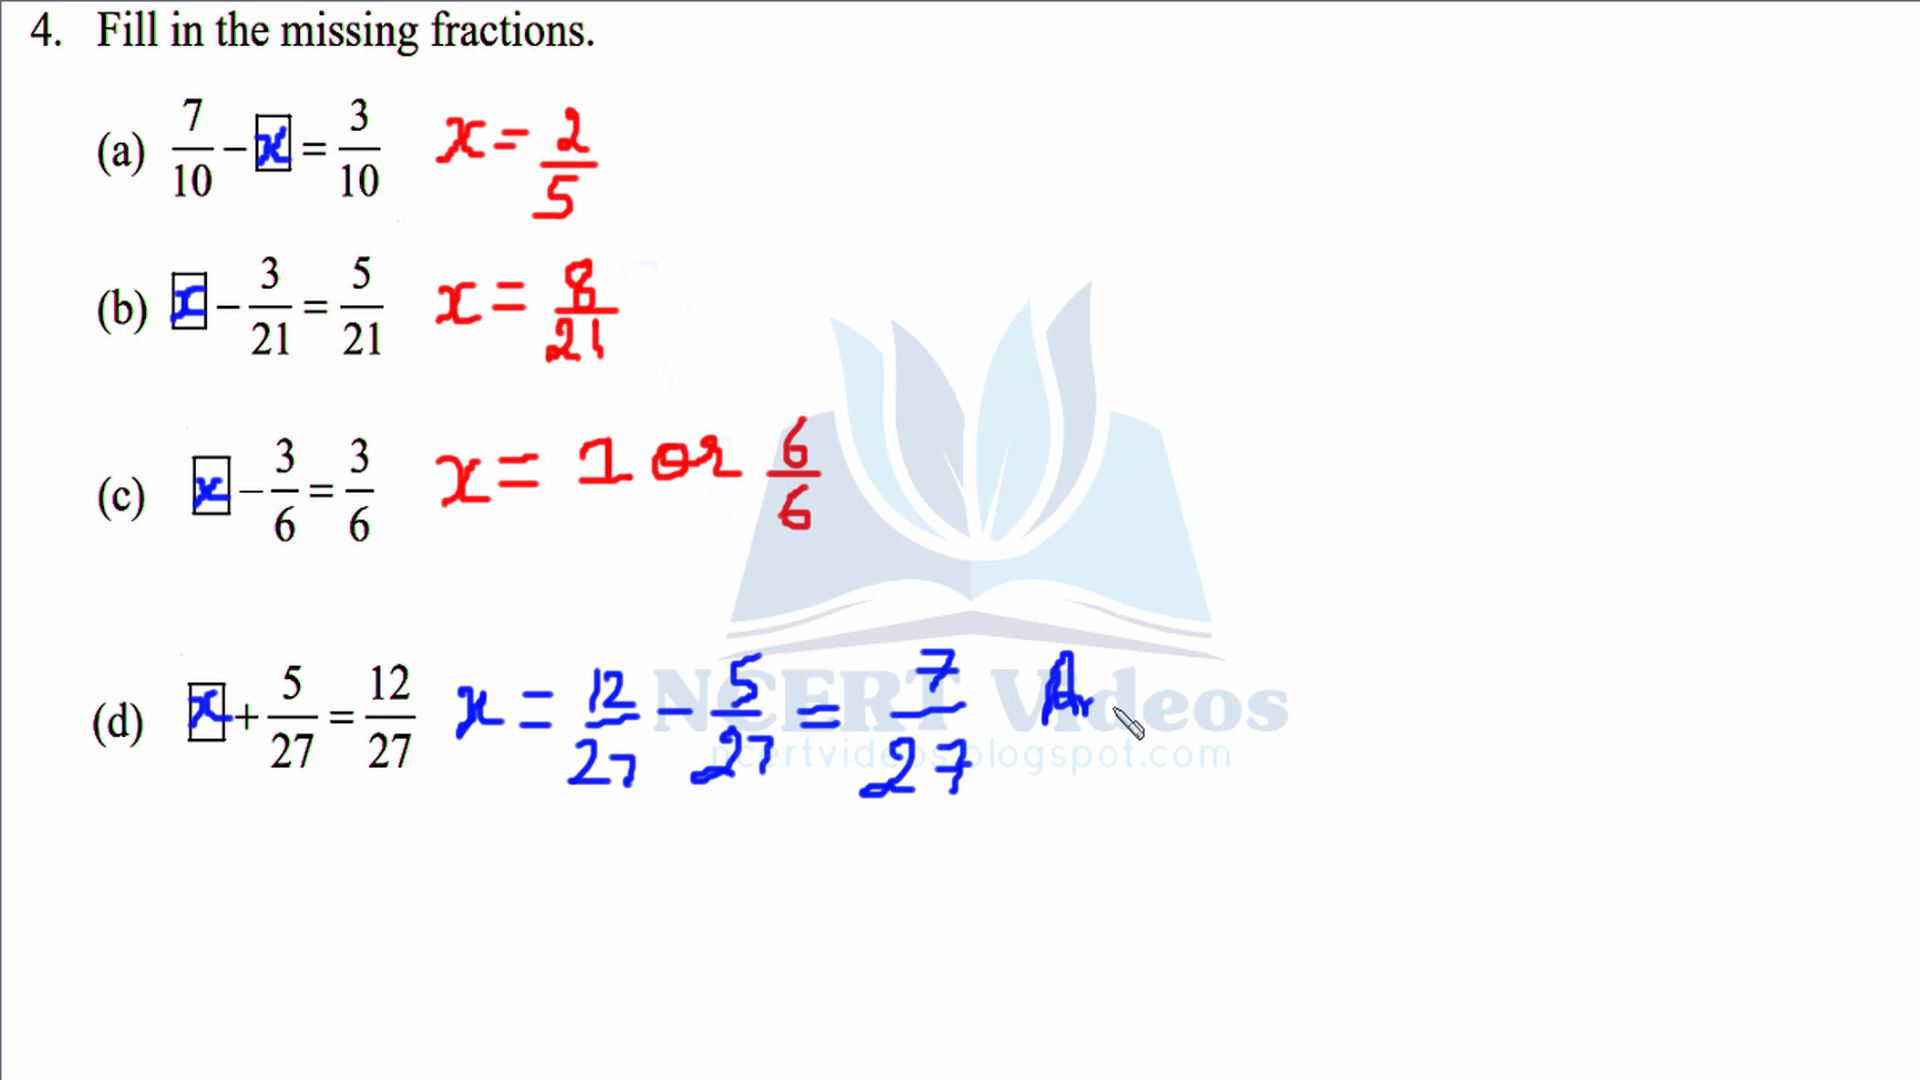 4. Fill in the missing fractions.
(a) 7/10 − x = 3/10 x = 2/5
(b) x − 3/21 = 5/21 x = 8/21
(c) x − 3/6 = 3/6 x = 1 or 6/6
(d) x + 5/27 = 12/27 x = 12/27 − 5/27 = 7/27
NCERT Videos
ncertvideos.blogspot.com